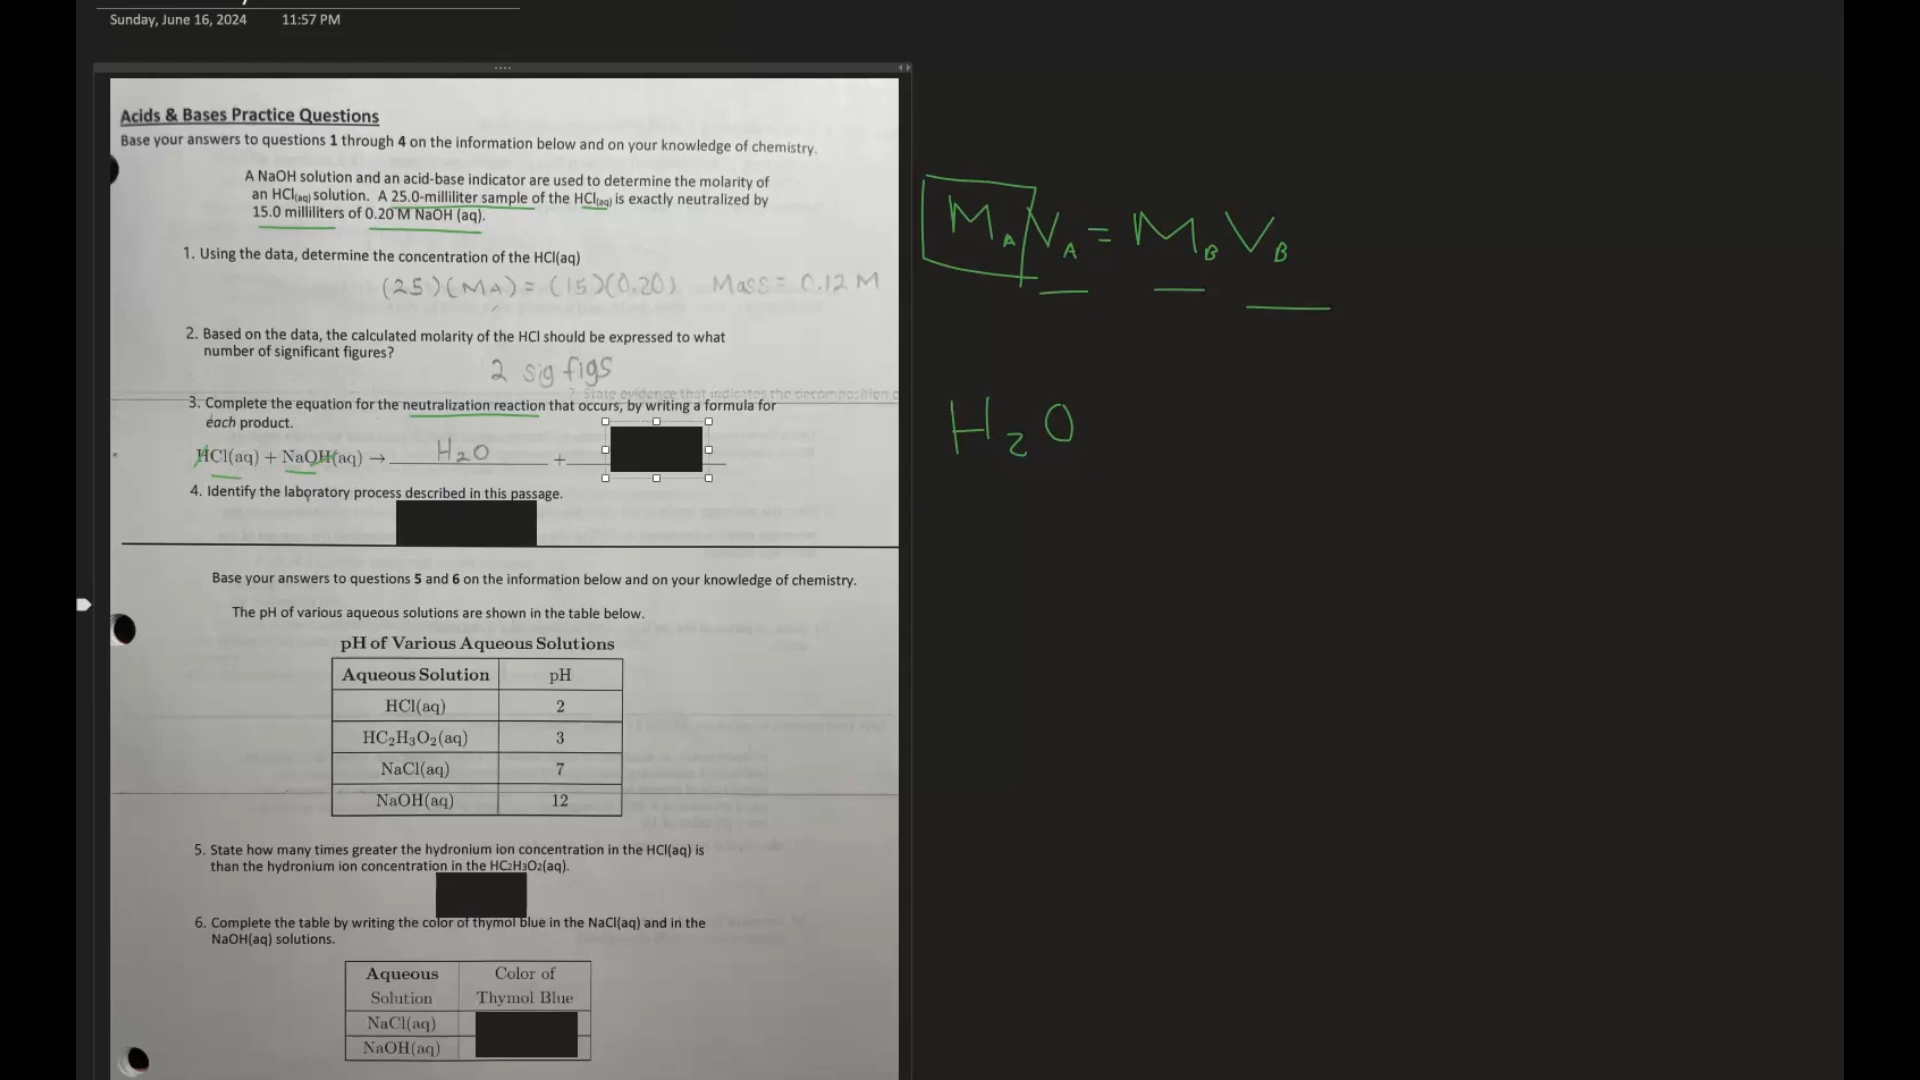 Sunday, June 16, 2024 11:57 PM
Acids & Bases Practice Questions
Base your answers to questions 1 through 4 on the information below and on your knowledge of chemistry.
A NaOH solution and an acid-base indicator are used to determine the molarity of
an HCl(aq) solution. A 25.0-milliliter sample of the HCl(aq) is exactly neutralized by
15.0 milliliters of 0.20 M NaOH (aq).
1. Using the data, determine the concentration of the HCl(aq)
(25)(MA) = (15)(0.20) Mass = 0.12 M
2. Based on the data, the calculated molarity of the HCl should be expressed to what
number of significant figures?
2 sig figs
3. Complete the equation for the neutralization reaction that occurs, by writing a formula for
each product.
HCl(aq) + NaOH(aq) → H₂O +
4. Identify the laboratory process described in this passage.
Base your answers to questions 5 and 6 on the information below and on your knowledge of chemistry.
The pH of various aqueous solutions are shown in the table below.
pH of Various Aqueous Solutions
Aqueous Solution pH
HCl(aq) 2
HC₂H₃O₂(aq) 3
NaCl(aq) 7
NaOH(aq) 12
5. State how many times greater the hydronium ion concentration in the HCl(aq) is
than the hydronium ion concentration in the HC₂H₃O₂(aq).
6. Complete the table by writing the color of thymol blue in the NaCl(aq) and in the
NaOH(aq) solutions.
Aqueous Color of
Solution Thymol Blue
NaCl(aq)
NaOH(aq)
M_A V_A = M_B V_B
H₂O